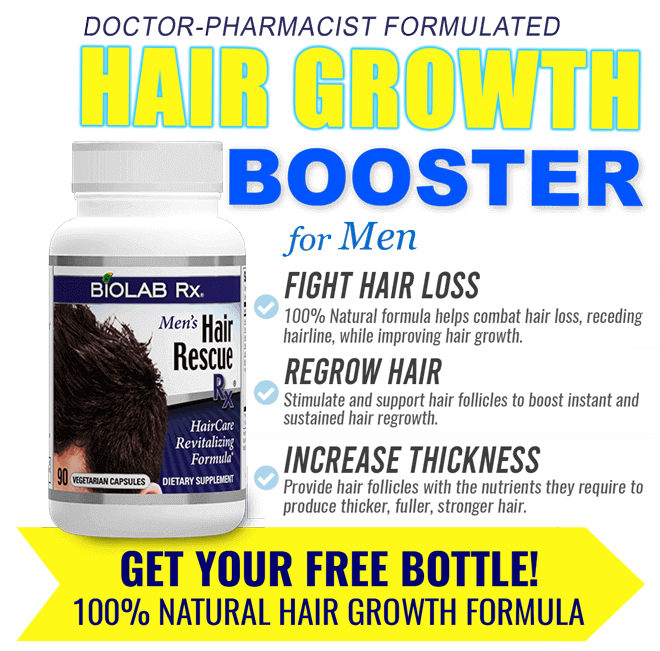 DOCTOR-PHARMACIST FORMULATED
HAIR GROWTH
BOOSTER
for Men
BiOLAB Rx®
Men's Hair
Rescue
Rx®
HairCare
Revitalizing
Formula*
90 VEGETARIAN CAPSULES
DIETARY SUPPLEMENT
FIGHT HAIR LOSS
100% Natural formula helps combat hair loss, receding
hairline, while improving hair growth.
REGROW HAIR
Stimulate and support hair follicles to boost instant and
sustained hair regrowth.
INCREASE THICKNESS
Provide hair follicles with the nutrients they require to
produce thicker, fuller, stronger hair.
GET YOUR FREE BOTTLE!
100% NATURAL HAIR GROWTH FORMULA